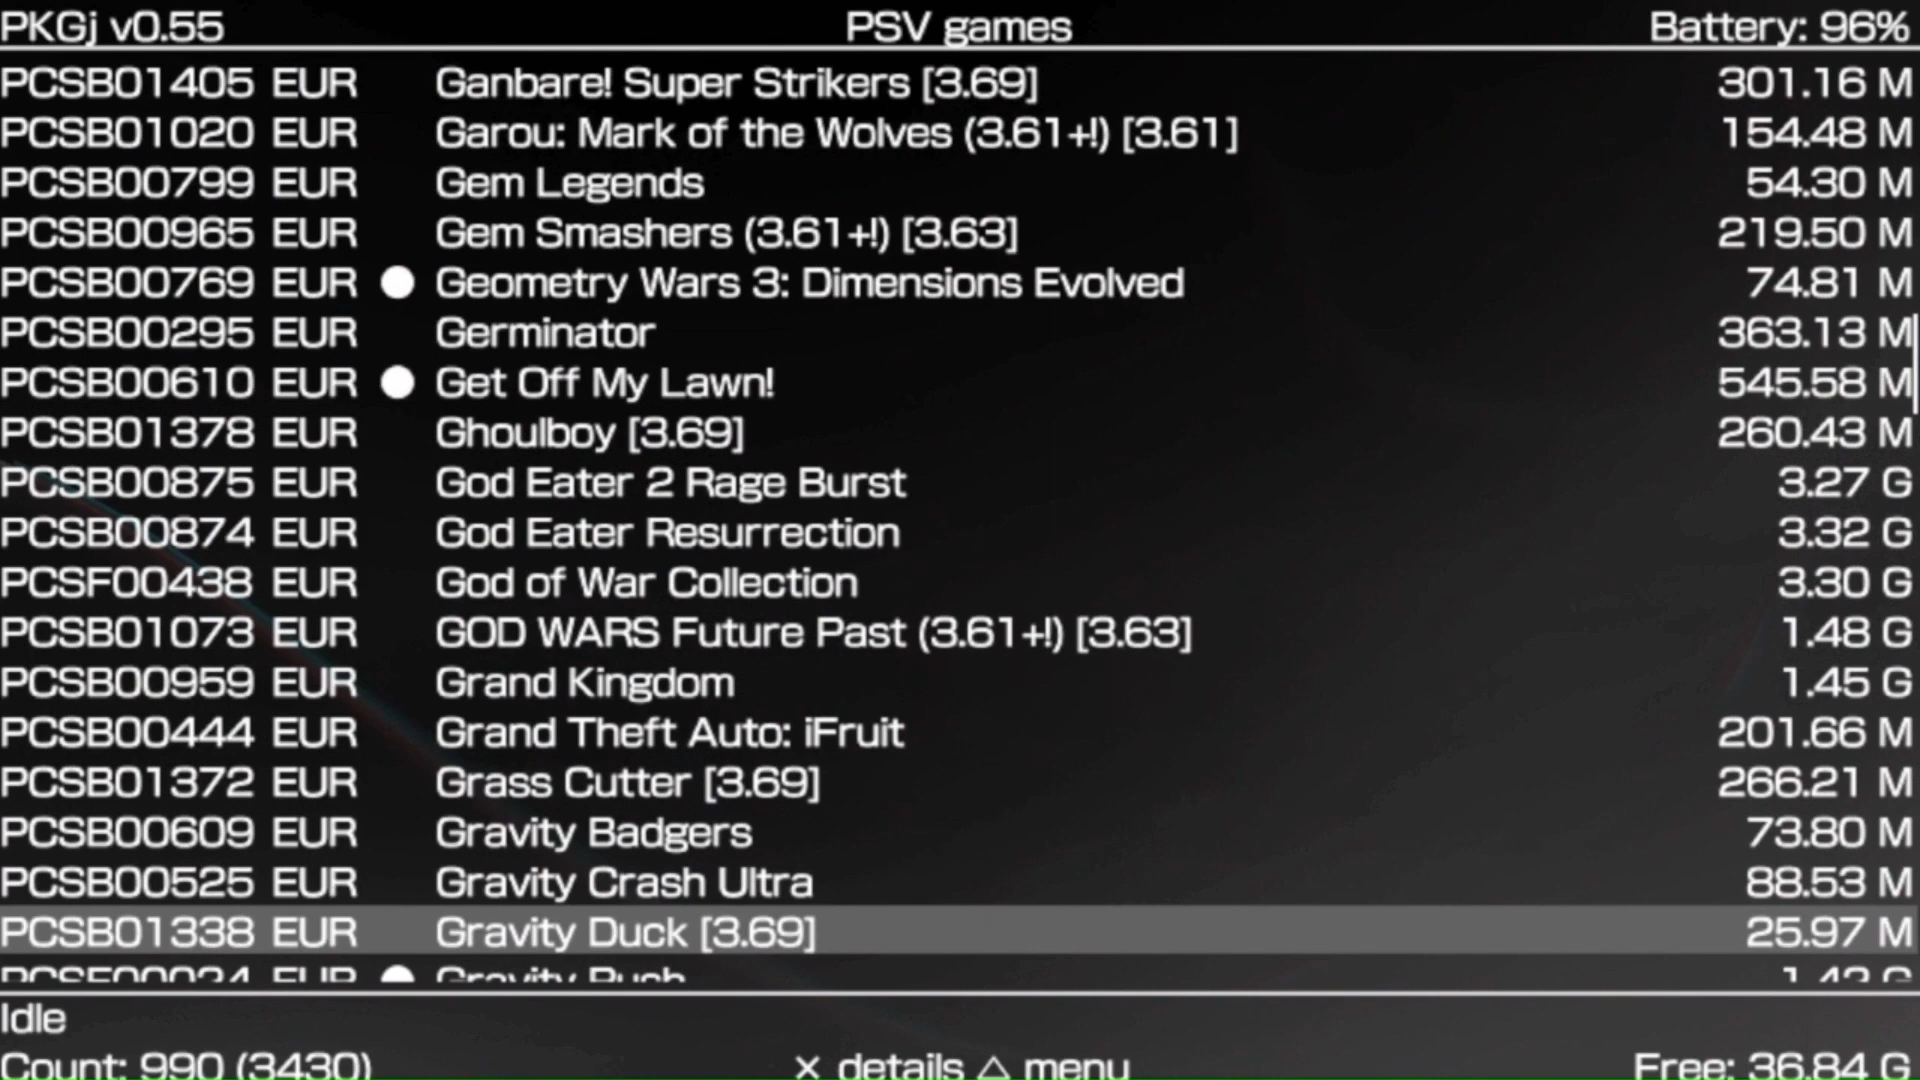 PKGj v0.55 PSV games Battery: 96%
PCSB01405 EUR Ganbare! Super Strikers [3.69] 301.16 M
PCSB01020 EUR Garou: Mark of the Wolves (3.61+!) [3.61] 154.48 M
PCSB00799 EUR Gem Legends 54.30 M
PCSB00965 EUR Gem Smashers (3.61+!) [3.63] 219.50 M
PCSB00769 EUR ● Geometry Wars 3: Dimensions Evolved 74.81 M
PCSB00295 EUR Germinator 363.13 M
PCSB00610 EUR ● Get Off My Lawn! 545.58 M
PCSB01378 EUR Ghoulboy [3.69] 260.43 M
PCSB00875 EUR God Eater 2 Rage Burst 3.27 G
PCSB00874 EUR God Eater Resurrection 3.32 G
PCSF00438 EUR God of War Collection 3.30 G
PCSB01073 EUR GOD WARS Future Past (3.61+!) [3.63] 1.48 G
PCSB00959 EUR Grand Kingdom 1.45 G
PCSB00444 EUR Grand Theft Auto: iFruit 201.66 M
PCSB01372 EUR Grass Cutter [3.69] 266.21 M
PCSB00609 EUR Gravity Badgers 73.80 M
PCSB00525 EUR Gravity Crash Ultra 88.53 M
PCSB01338 EUR Gravity Duck [3.69] 25.97 M
EUR ● Gravity Rush
Idle
Count: 990 (3430) × details △ menu Free: 36.84 G